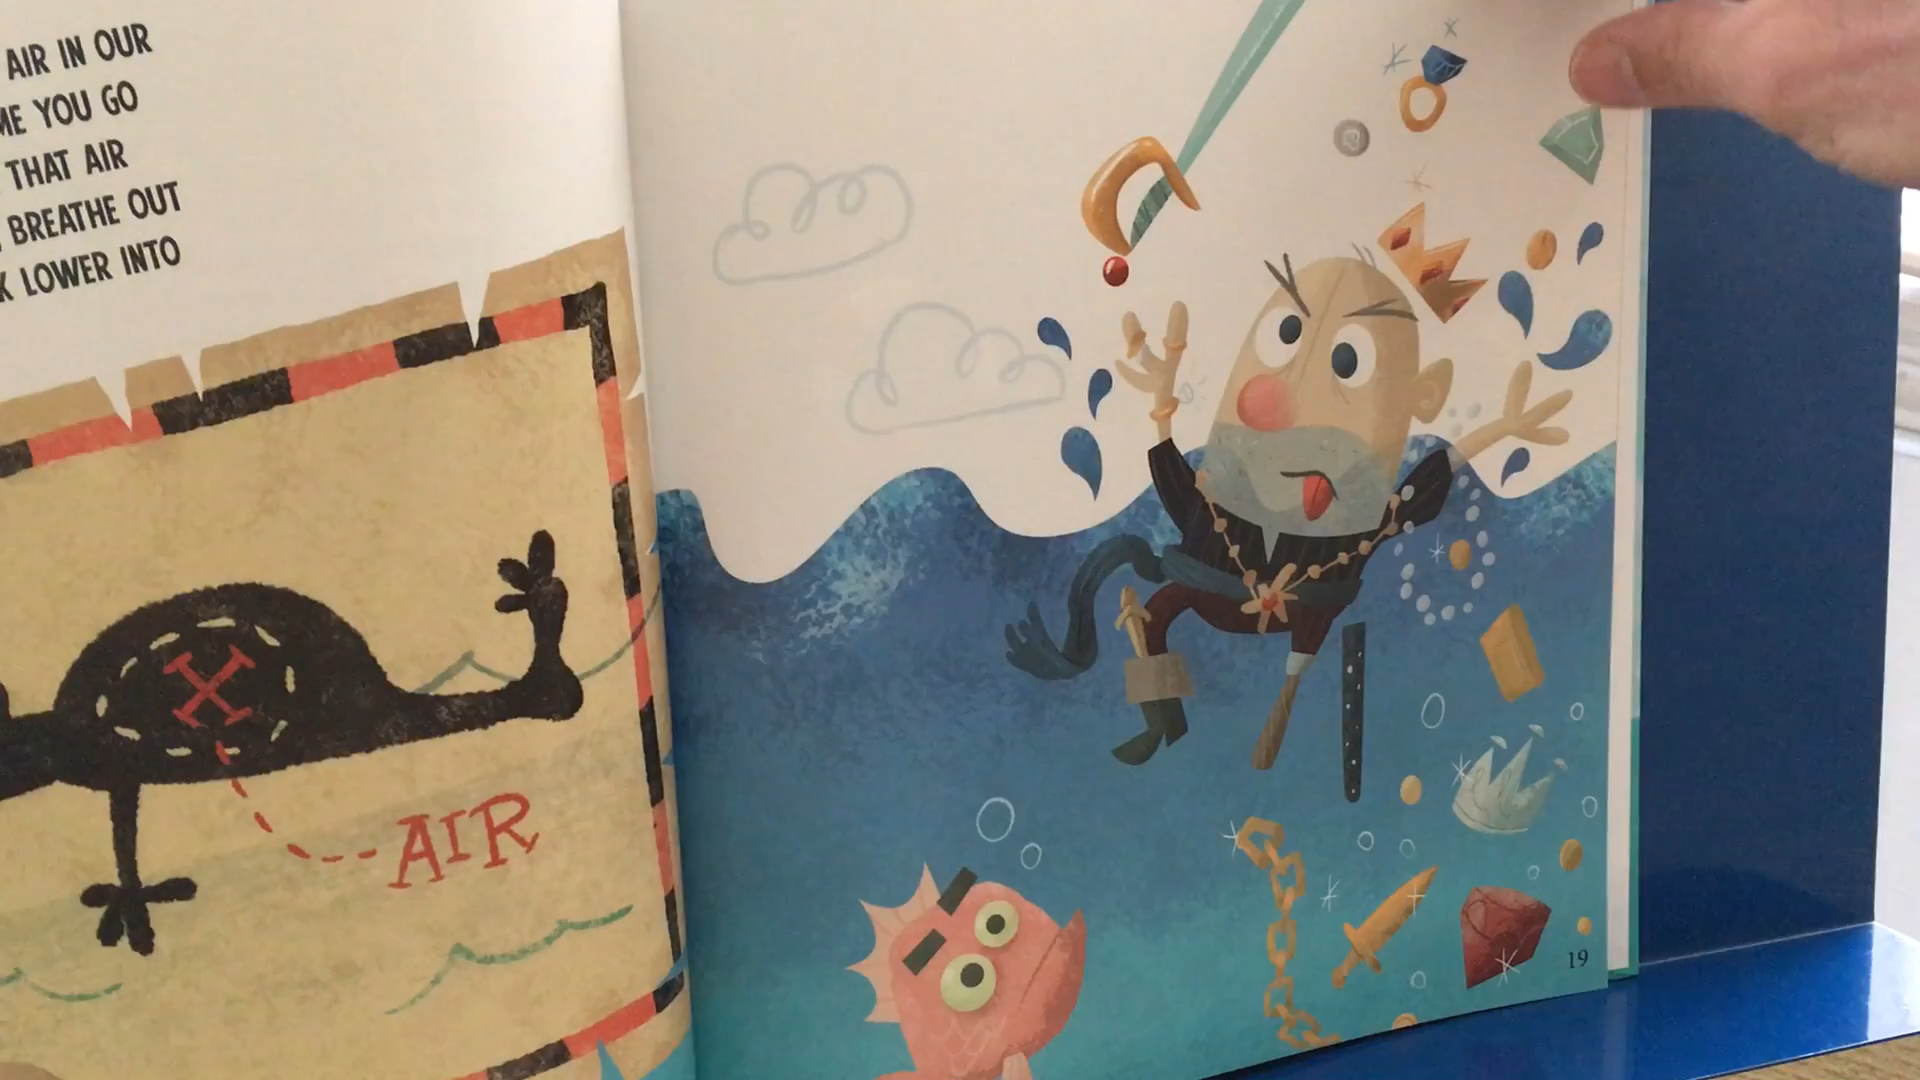 AIR IN OUR
ME YOU GO
THAT AIR
BREATHE OUT
K LOWER INTO
X
AIR
19